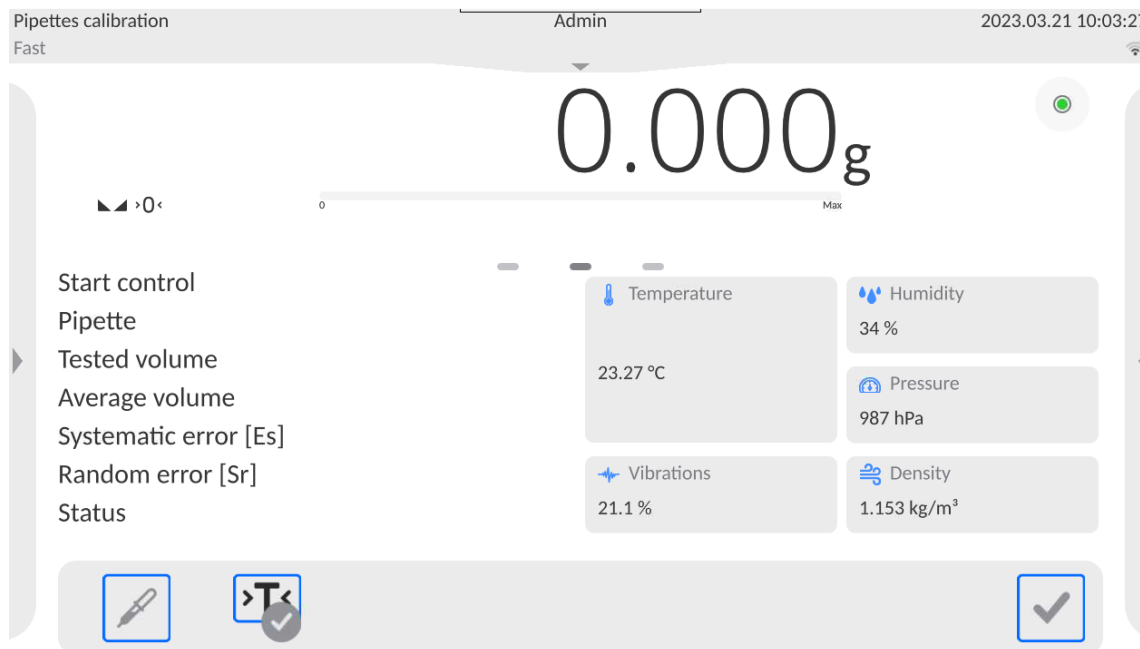 Pipettes calibration
Admin
2023.03.21 10:03:27
Fast
0.000 g
>0<
0
Max
Start control
Pipette
Tested volume
Average volume
Systematic error [Es]
Random error [Sr]
Status
Temperature
23.27 °C
Humidity
34 %
Pressure
987 hPa
Vibrations
21.1 %
Density
1.153 kg/m³
>T<